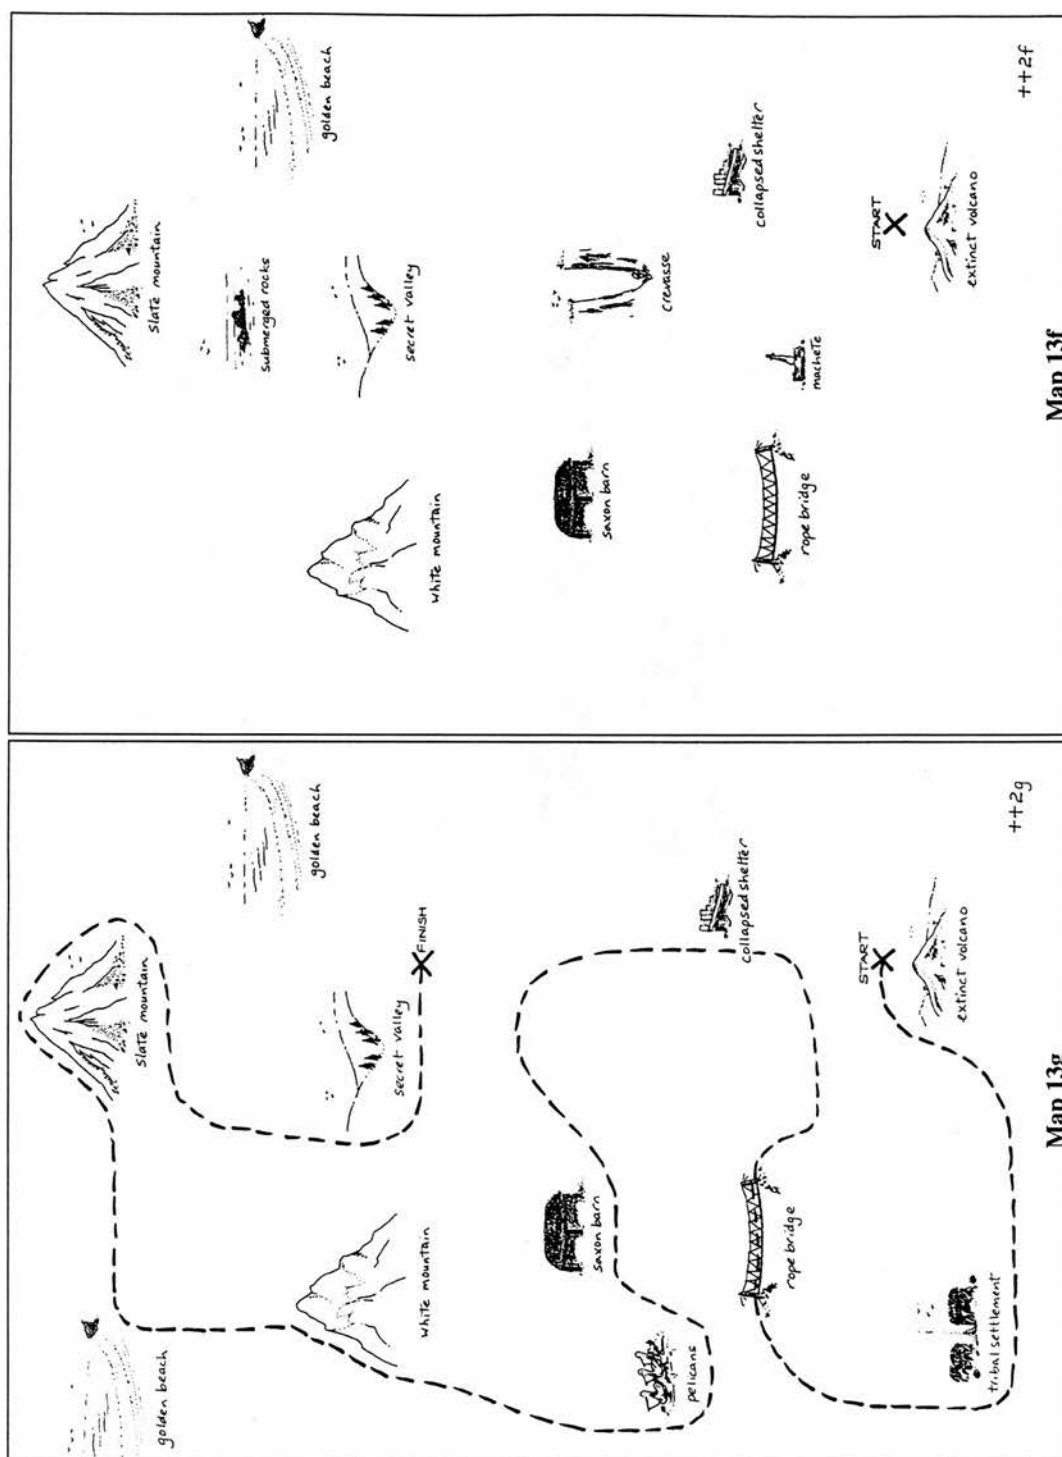 slate mountain
golden beach
golden beach
secret valley
FINISH
white mountain
saxon barn
pelicans
collapsed shelter
rope bridge
START
extinct volcano
tribal settlement
++2g
Map 13g
slate mountain
submerged rocks
golden beach
secret valley
white mountain
saxon barn
crevasse
collapsed shelter
rope bridge
machete
START
extinct volcano
++2f
Map 13f